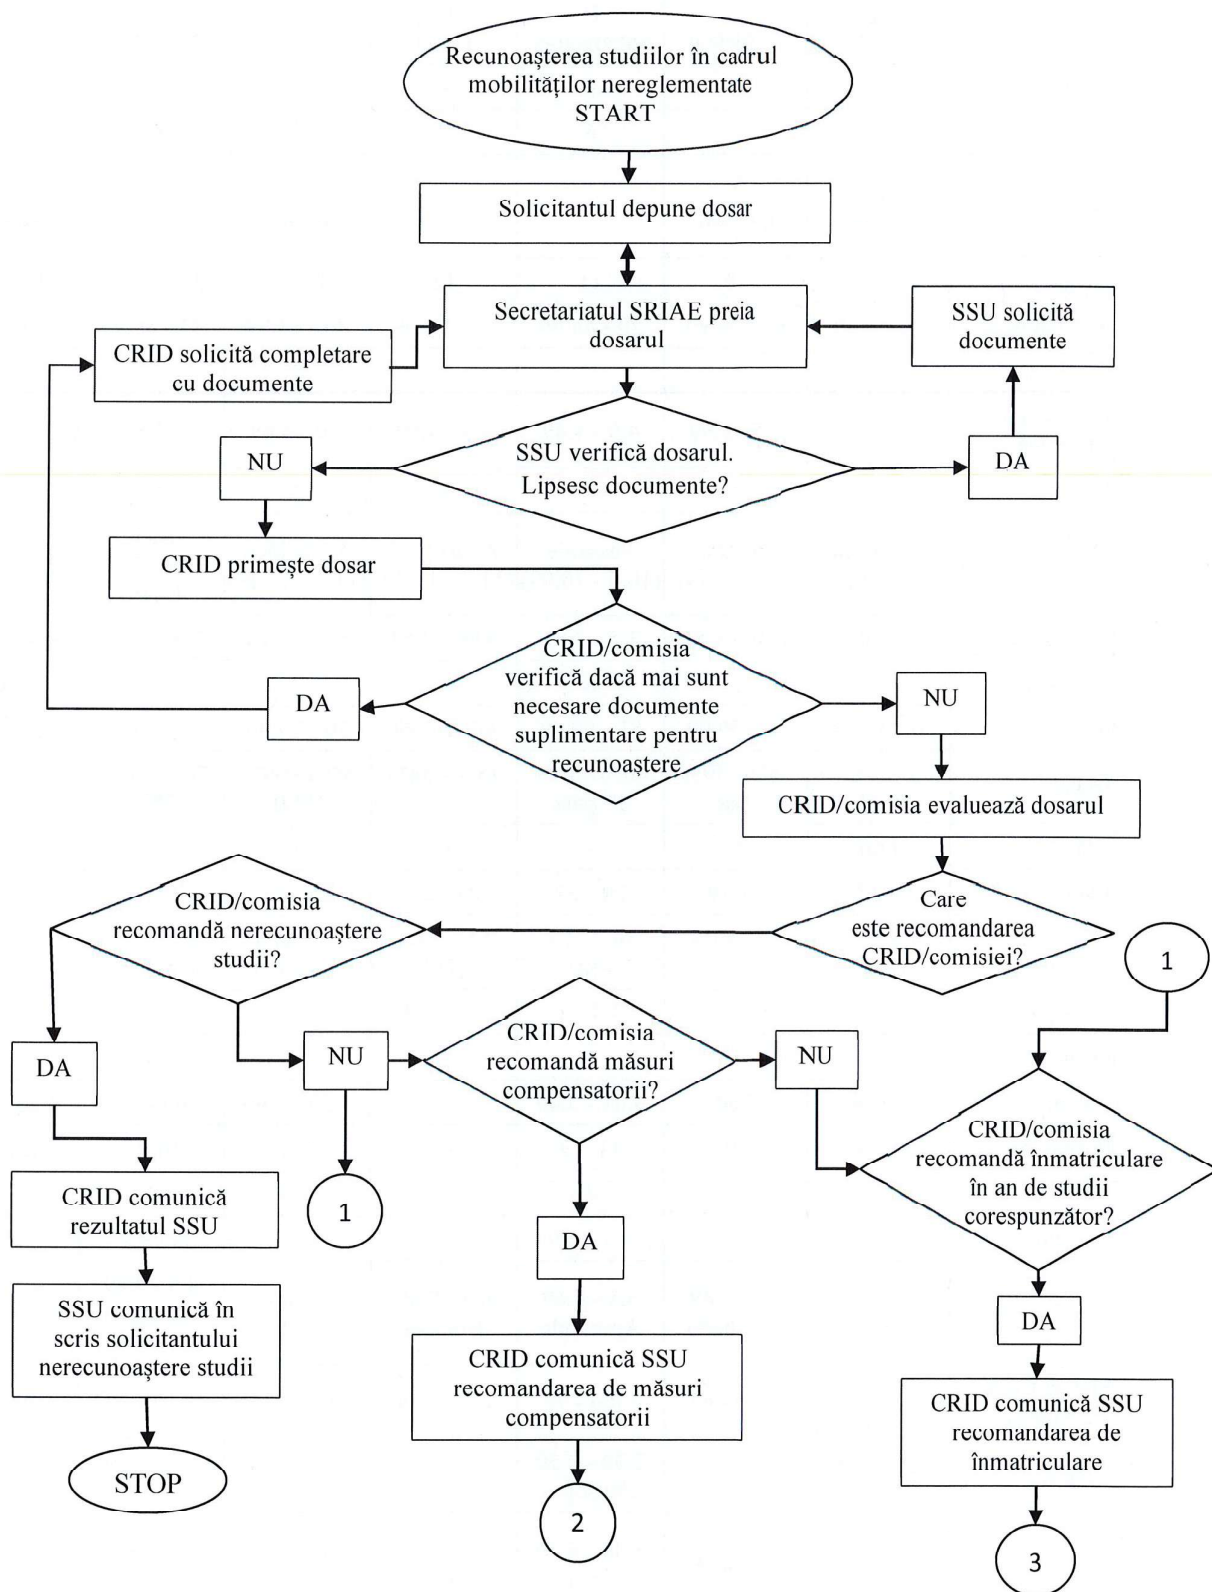 Recunoașterea studiilor în cadrul
mobilităților nereglementate
START
Solicitantul depune dosar
Secretariatul SRIAE preia
dosarul
SSU solicită
documente
CRID solicită completare
cu documente
SSU verifică dosarul.
Lipsesc documente?
NU
DA
CRID primește dosar
CRID/comisia
verifică dacă mai sunt
necesare documente
suplimentare pentru
recunoaștere
DA
NU
CRID/comisia evaluează dosarul
Care
este recomandarea
CRID/comisiei?
CRID/comisia
recomandă nerecunoaștere
studii?
1
DA
NU
CRID/comisia
recomandă măsuri
compensatorii?
NU
CRID/comisia
recomandă înmatriculare
în an de studii
corespunzător?
CRID comunică
rezultatul SSU
1
DA
DA
SSU comunică în
scris solicitantului
nerecunoaștere studii
CRID comunică SSU
recomandarea de măsuri
compensatorii
CRID comunică SSU
recomandarea de
înmatriculare
STOP
2
3